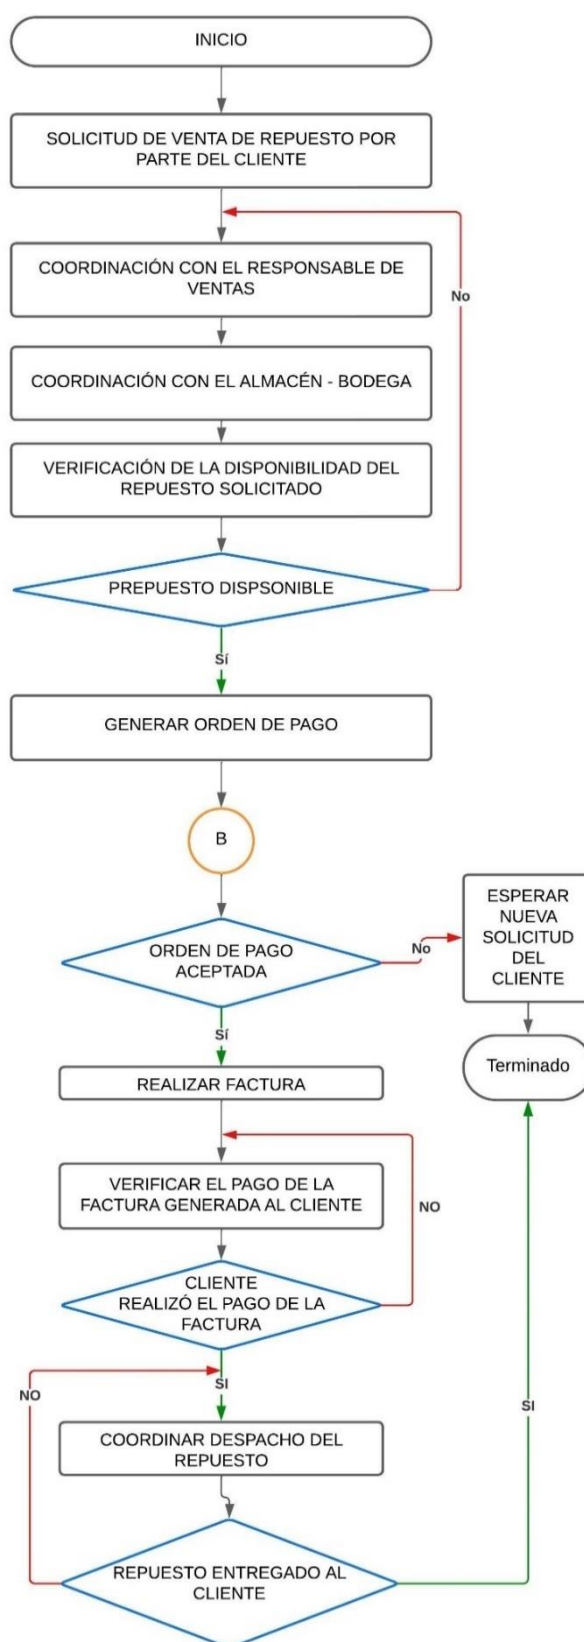 INICIO
SOLICITUD DE VENTA DE REPUESTO POR
PARTE DEL CLIENTE
COORDINACIÓN CON EL RESPONSABLE DE
VENTAS
No
COORDINACIÓN CON EL ALMACÉN - BODEGA
VERIFICACIÓN DE LA DISPONIBILIDAD DEL
REPUESTO SOLICITADO
PREPUESTO DISPSONIBLE
Sí
GENERAR ORDEN DE PAGO
B
ORDEN DE PAGO
ACEPTADA
No
ESPERAR
NUEVA
SOLICITUD
DEL
CLIENTE
Sí
Terminado
REALIZAR FACTURA
VERIFICAR EL PAGO DE LA
FACTURA GENERADA AL CLIENTE
NO
CLIENTE
REALIZÓ EL PAGO DE LA
FACTURA
SI
NO
SI
COORDINAR DESPACHO DEL
REPUESTO
REPUESTO ENTREGADO AL
CLIENTE